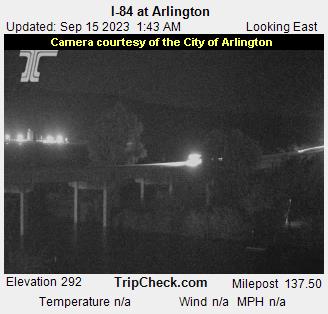 I-84 at Arlington
Updated: Sep 15 2023 1:43 AM Looking East
Camera courtesy of the City of Arlington
Elevation 292 TripCheck.com Milepost 137.50
Temperature n/a Wind n/a MPH n/a